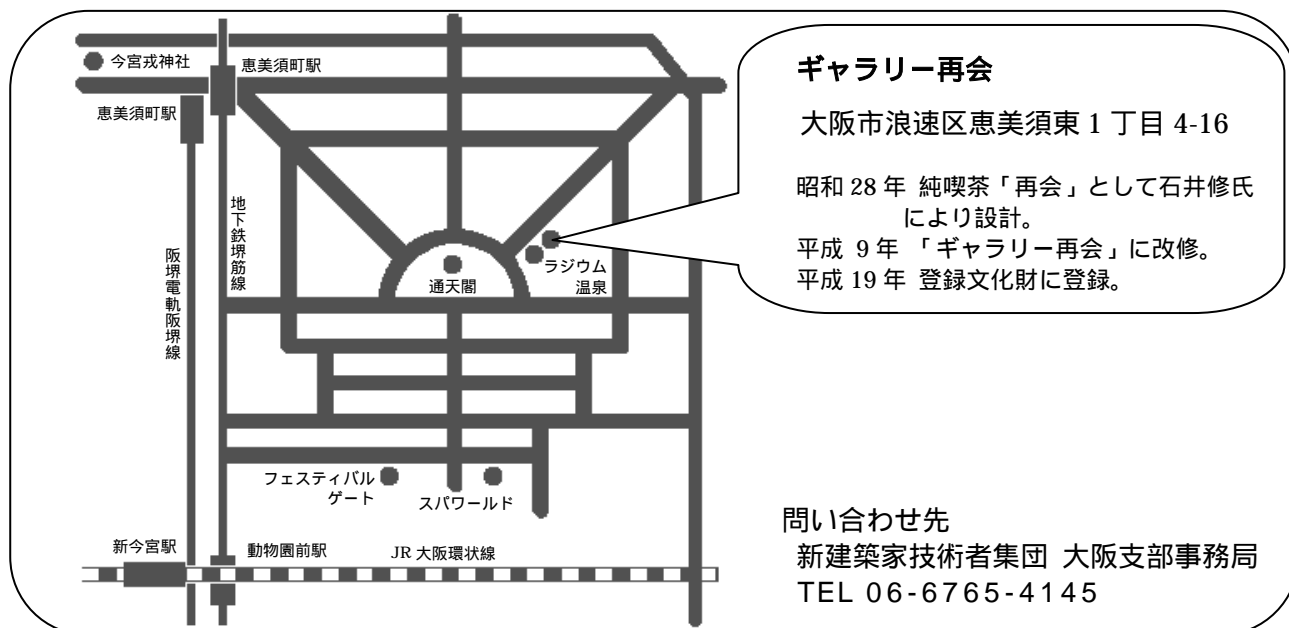 今宮戎神社
恵美須町駅
恵美須町駅
地下鉄堺筋線
阪堺電軌阪堺線
通天閣
ラジウム
温泉
フェスティバル
ゲート
スパワールド
新今宮駅
動物園前駅
JR 大阪環状線
ギャラリー再会
大阪市浪速区恵美須東 1 丁目 4-16
昭和 28 年 純喫茶「再会」として石井修氏
により設計。
平成 9 年 「ギャラリー再会」に改修。
平成 19 年 登録文化財に登録。
問い合わせ先
新建築家技術者集団 大阪支部事務局
TEL 06-6765-4145